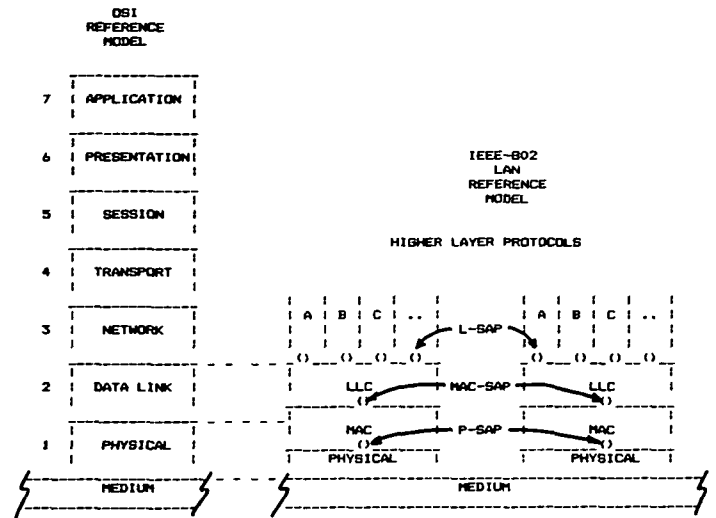 OSI
REFERENCE
MODEL
7 APPLICATION
6 PRESENTATION
5 SESSION
4 TRANSPORT
3 NETWORK
2 DATA LINK
1 PHYSICAL
MEDIUM
IEEE-802
LAN
REFERENCE
MODEL
HIGHER LAYER PROTOCOLS
A B C .. L-SAP A B C ..
() () () () () () () ()
LLC MAC-SAP LLC
() ()
MAC P-SAP MAC
() ()
PHYSICAL PHYSICAL
MEDIUM